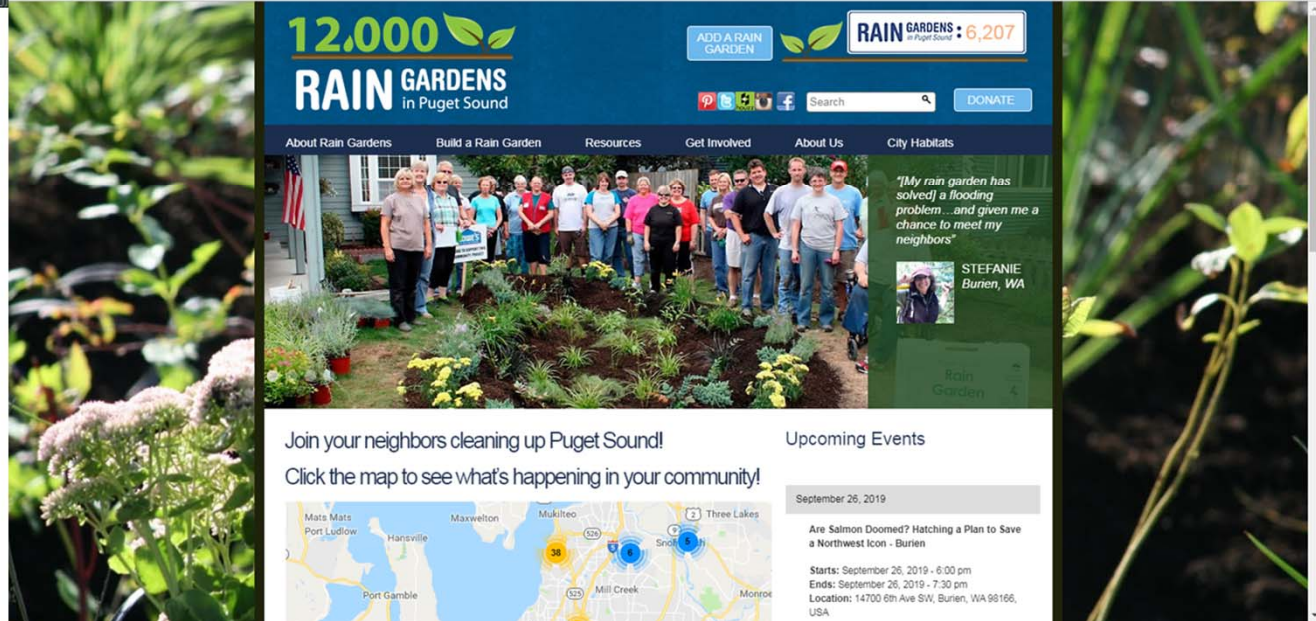 12,000
RAIN GARDENS
in Puget Sound
ADD A RAIN
GARDEN
RAIN GARDENS in Puget Sound : 6,207
Search
DONATE
About Rain Gardens
Build a Rain Garden
Resources
Get Involved
About Us
City Habitats
"[My rain garden has
solved] a flooding
problem…and given me a
chance to meet my
neighbors"
STEFANIE
Burien, WA
Rain
Garden
LOWE'S
Join your neighbors cleaning up Puget Sound!
Click the map to see what's happening in your community!
Mats Mats
Port Ludlow
Hansville
Maxwelton
Mukilteo
526
2
Three Lakes
9
5
38
6
5
525
Mill Creek
Port Gamble
Monroe
Upcoming Events
September 26, 2019
Are Salmon Doomed? Hatching a Plan to Save
a Northwest Icon - Burien
Starts: September 26, 2019 - 6:00 pm
Ends: September 26, 2019 - 7:30 pm
Location: 14700 6th Ave SW, Burien, WA 98166,
USA